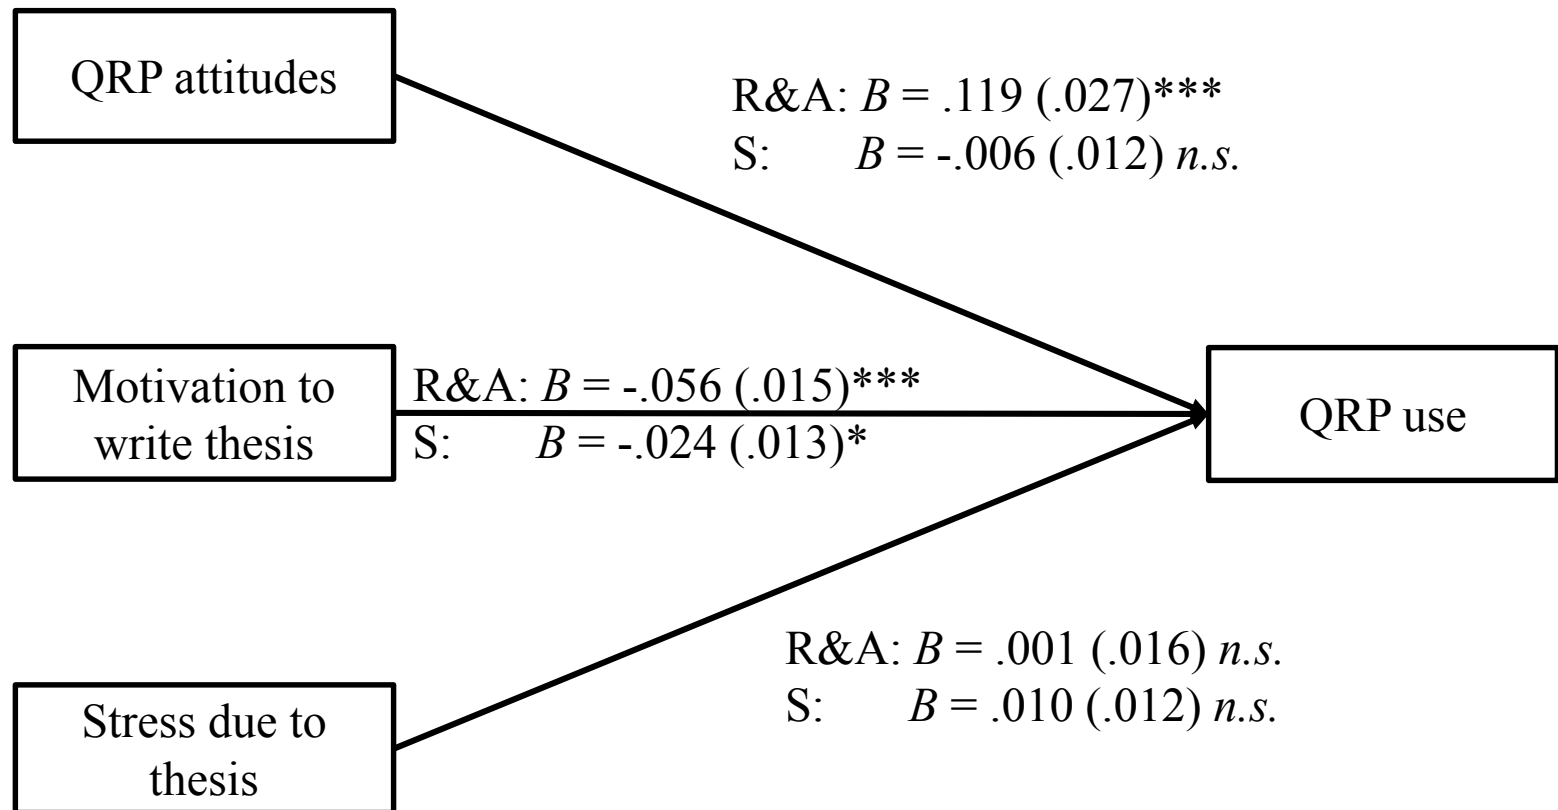 QRP attitudes
R&A: B = .119 (.027)***
S: B = -.006 (.012) n.s.
Motivation to
write thesis
R&A: B = -.056 (.015)***
S: B = -.024 (.013)*
QRP use
R&A: B = .001 (.016) n.s.
S: B = .010 (.012) n.s.
Stress due to
thesis